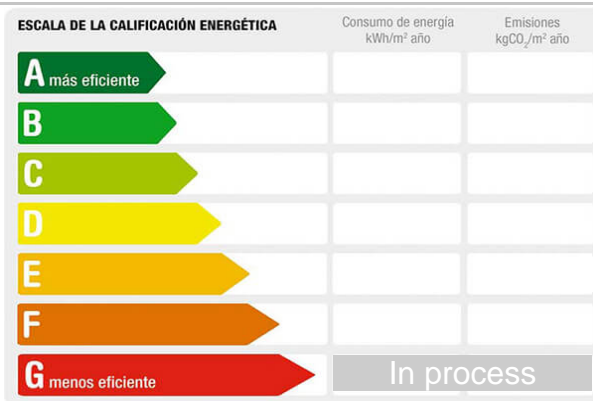 ESCALA DE LA CALIFICACIÓN ENERGÉTICA
Consumo de energía
kWh/m² año
Emisiones
kgCO₂/m² año
A más eficiente
B
C
D
E
F
G menos eficiente
In process